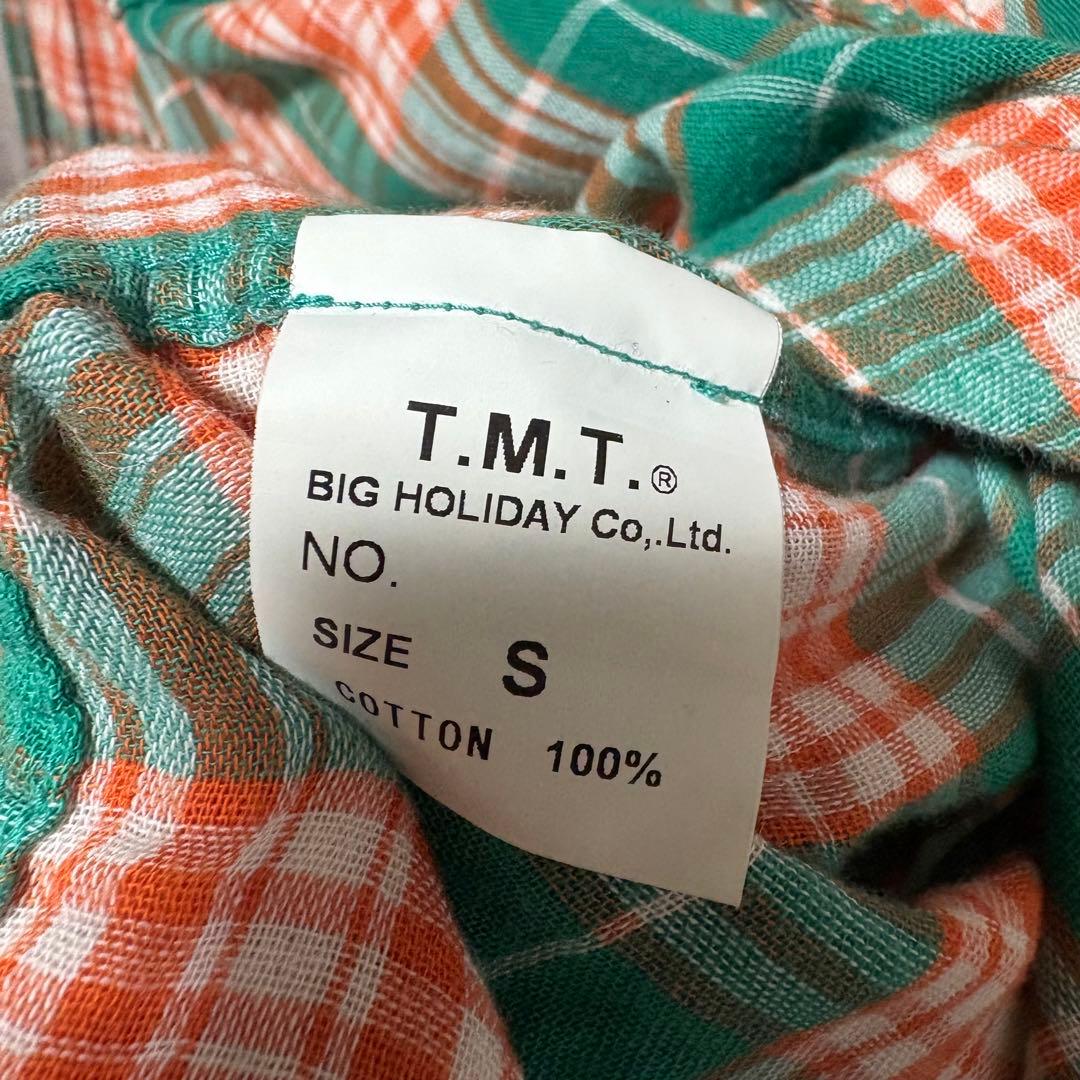 T.M.T.®
BIG HOLIDAY Co,.Ltd.
NO.
SIZE S
COTTON 100%